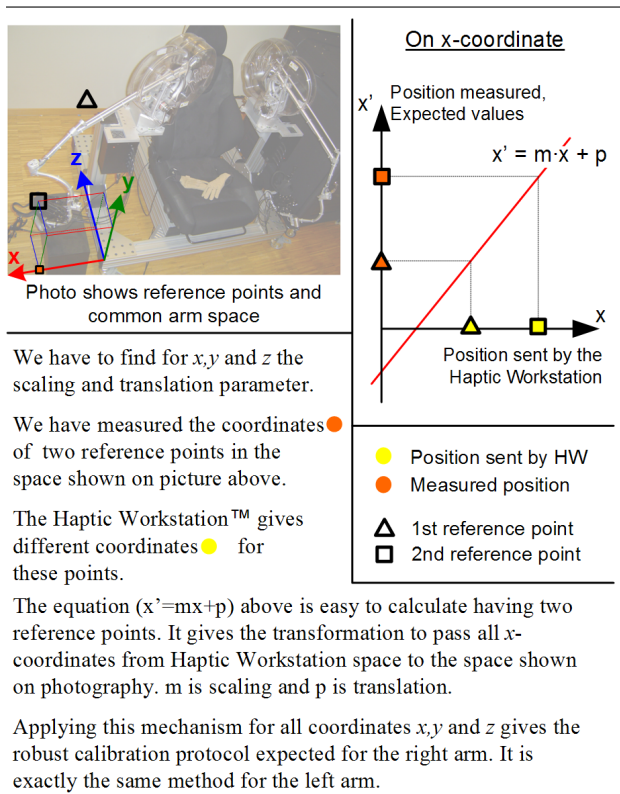 On x-coordinate
x'
Position measured,
Expected values
x' = m·x + p
z
y
x
x
Photo shows reference points and
common arm space
Position sent by the
Haptic Workstation
We have to find for x,y and z the
scaling and translation parameter.
We have measured the coordinates
of two reference points in the
space shown on picture above.
The Haptic Workstation™ gives
different coordinates for
these points.
Position sent by HW
Measured position
1st reference point
2nd reference point
The equation (x'=mx+p) above is easy to calculate having two
reference points. It gives the transformation to pass all x-
coordinates from Haptic Workstation space to the space shown
on photography. m is scaling and p is translation.
Applying this mechanism for all coordinates x,y and z gives the
robust calibration protocol expected for the right arm. It is
exactly the same method for the left arm.